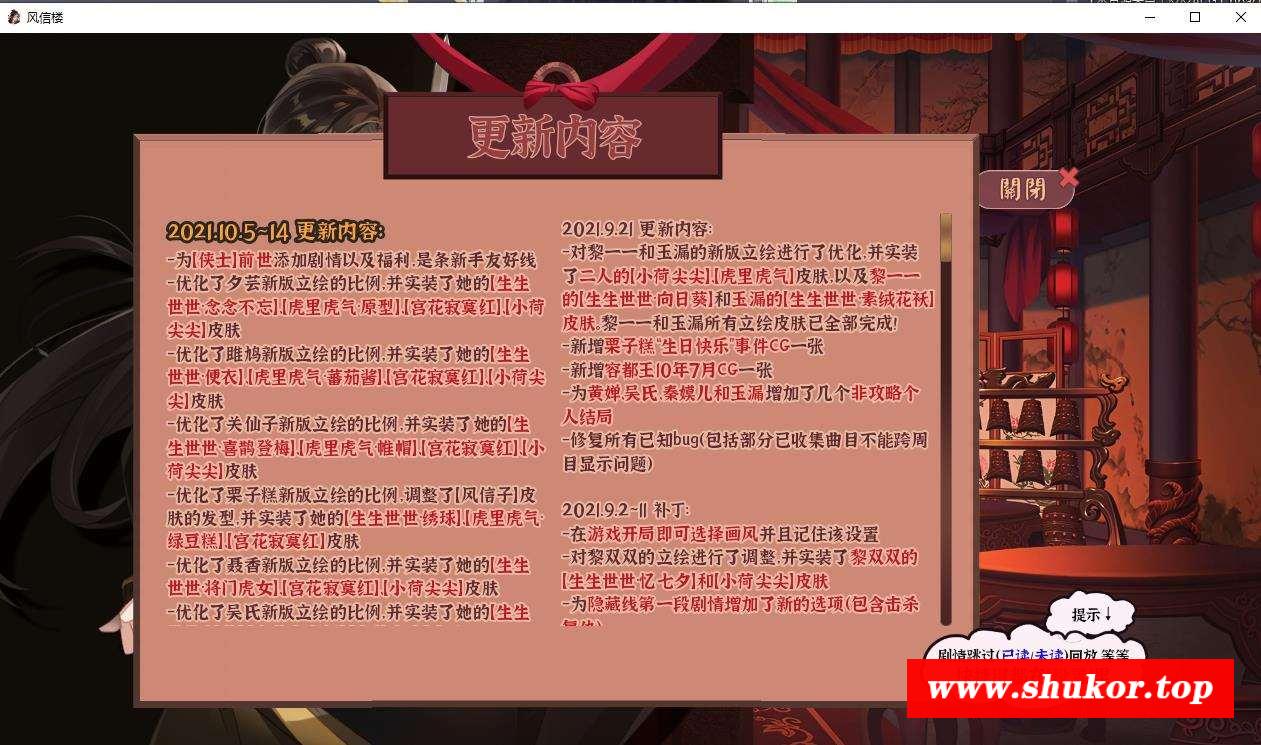 风信楼
更新内容
關閉
2021.10.5~14 更新内容:
-为[侠士]前世添加剧情以及福利,是条新手友好线
-优化了夕芸新版立绘的比例,并实装了她的[生生
世世·念念不忘],[虎里虎气·原型],[宫花寂寞红],[小荷
尖尖]皮肤
-优化了雎鸠新版立绘的比例,并实装了她的[生生
世世·便衣],[虎里虎气·蕃茄酱],[宫花寂寞红],[小荷尖
尖]皮肤
-优化了关仙子新版立绘的比例,并实装了她的[生
生世世·喜鹊登梅],[虎里虎气·帷帽],[宫花寂寞红],[小
荷尖尖]皮肤
-优化了栗子糕新版立绘的比例,调整了[风信子]皮
肤的发型,并实装了她的[生生世世·绣球],[虎里虎气·
绿豆糕],[宫花寂寞红]皮肤
-优化了聂香新版立绘的比例,并实装了她的[生生
世世·将门虎女],[宫花寂寞红],[小荷尖尖]皮肤
-优化了吴氏新版立绘的比例,并实装了她的[生生
2021.9.21 更新内容:
-对黎一一和玉漏的新版立绘进行了优化,并实装
了二人的[小荷尖尖],[虎里虎气]皮肤,以及黎一一
的[生生世世·向日葵]和玉漏的[生生世世·素绒花袄]
皮肤,黎一一和玉漏所有立绘皮肤已全部完成!
-新增栗子糕"生日快乐"事件CG一张
-新增容都王10年7月CG一张
-为黄婵,吴氏,秦嫫儿和玉漏增加了几个非攻略个
人结局
-修复所有已知bug(包括部分已收集曲目不能跨周
目显示问题)
2021.9.2-11 补丁:
-在游戏开局即可选择画风并且记住该设置
-对黎双双的立绘进行了调整,并实装了黎双双的
[生生世世·忆七夕]和[小荷尖尖]皮肤
-为隐藏线第一段剧情增加了新的选项(包含击杀
提示↓
剧情跳过(已读/未读)回放 等等
www.shukor.top